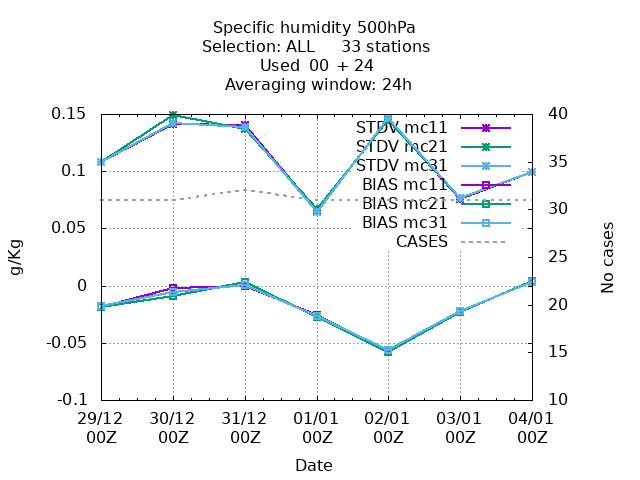 Specific humidity 500hPa
Selection: ALL 33 stations
Used 00 + 24
Averaging window: 24h
g/Kg
0.15
0.1
0.05
0
-0.05
-0.1
STDV mc11
STDV mc21
STDV mc31
BIAS mc11
BIAS mc21
BIAS mc31
CASES
40
35
30
25
20
15
10
No cases
29/12 30/12 31/12 01/01 02/01 03/01 04/01
00Z 00Z 00Z 00Z 00Z 00Z 00Z
Date